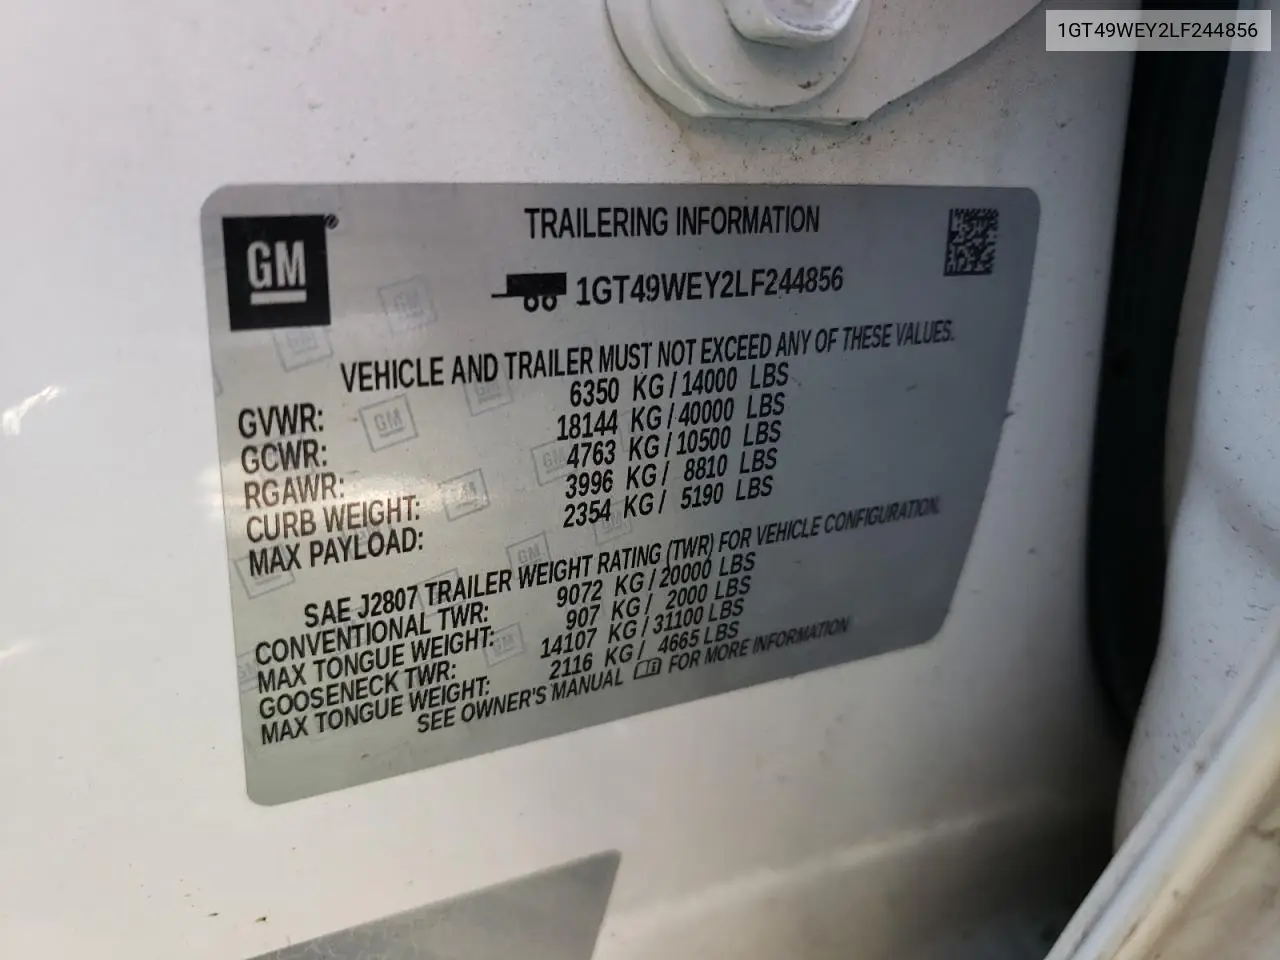 1GT49WEY2LF244856
GM®
TRAILERING INFORMATION
1GT49WEY2LF244856
VEHICLE AND TRAILER MUST NOT EXCEED ANY OF THESE VALUES.
GVWR: 6350 KG/14000 LBS
GCWR: 18144 KG/40000 LBS
RGAWR: 4763 KG/10500 LBS
CURB WEIGHT: 3996 KG/ 8810 LBS
MAX PAYLOAD: 2354 KG/ 5190 LBS
SAE J2807 TRAILER WEIGHT RATING (TWR) FOR VEHICLE CONFIGURATION.
CONVENTIONAL TWR: 9072 KG/20000 LBS
MAX TONGUE WEIGHT: 907 KG/ 2000 LBS
GOOSENECK TWR: 14107 KG/31100 LBS
MAX TONGUE WEIGHT: 2116 KG/ 4665 LBS
SEE OWNER'S MANUAL FOR MORE INFORMATION